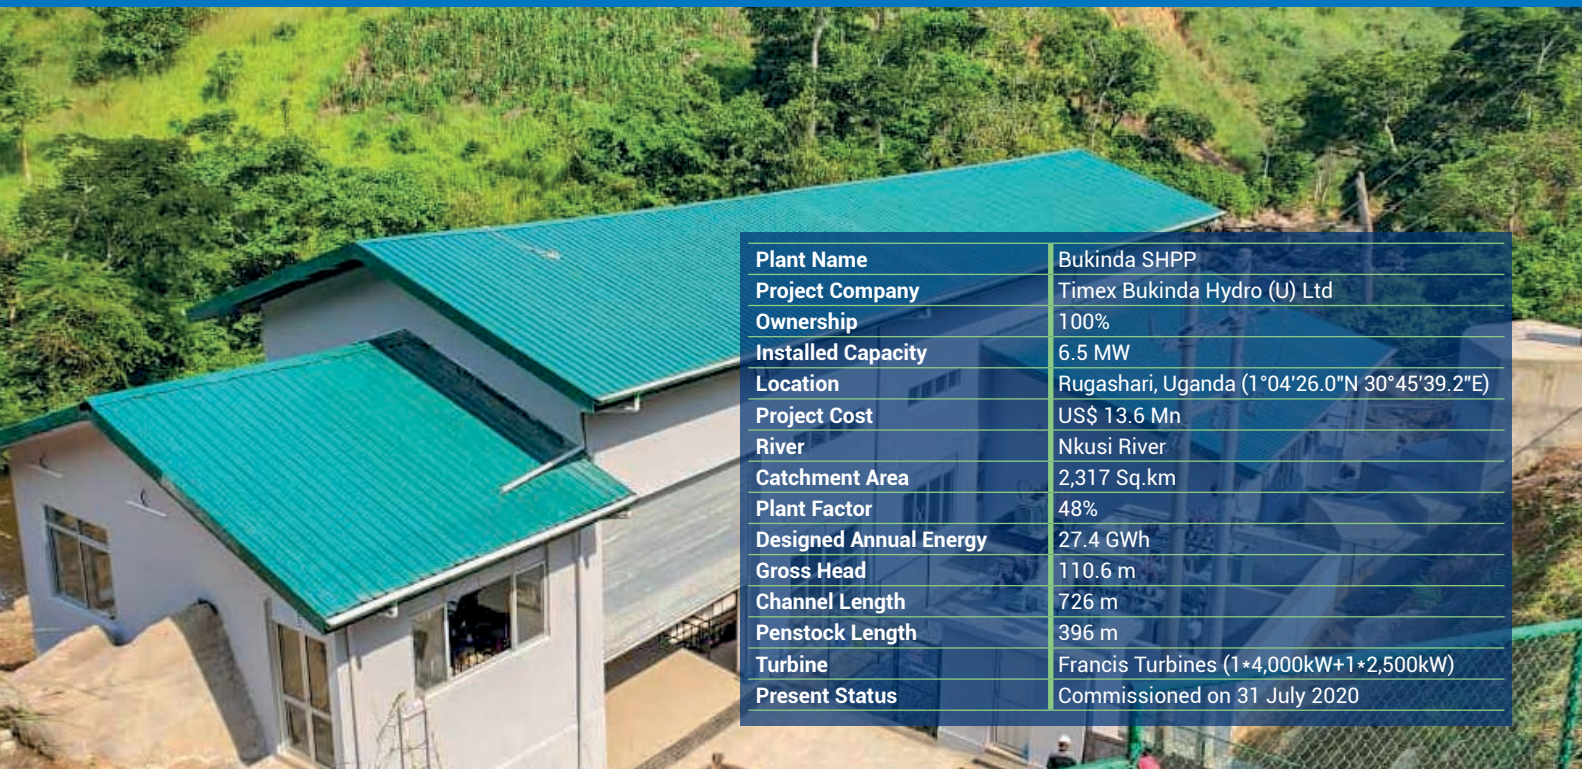 Plant Name Bukinda SHPP
Project Company Timex Bukinda Hydro (U) Ltd
Ownership 100%
Installed Capacity 6.5 MW
Location Rugashari, Uganda (1°04'26.0"N 30°45'39.2"E)
Project Cost US$ 13.6 Mn
River Nkusi River
Catchment Area 2,317 Sq.km
Plant Factor 48%
Designed Annual Energy 27.4 GWh
Gross Head 110.6 m
Channel Length 726 m
Penstock Length 396 m
Turbine Francis Turbines (1*4,000kW+1*2,500kW)
Present Status Commissioned on 31 July 2020